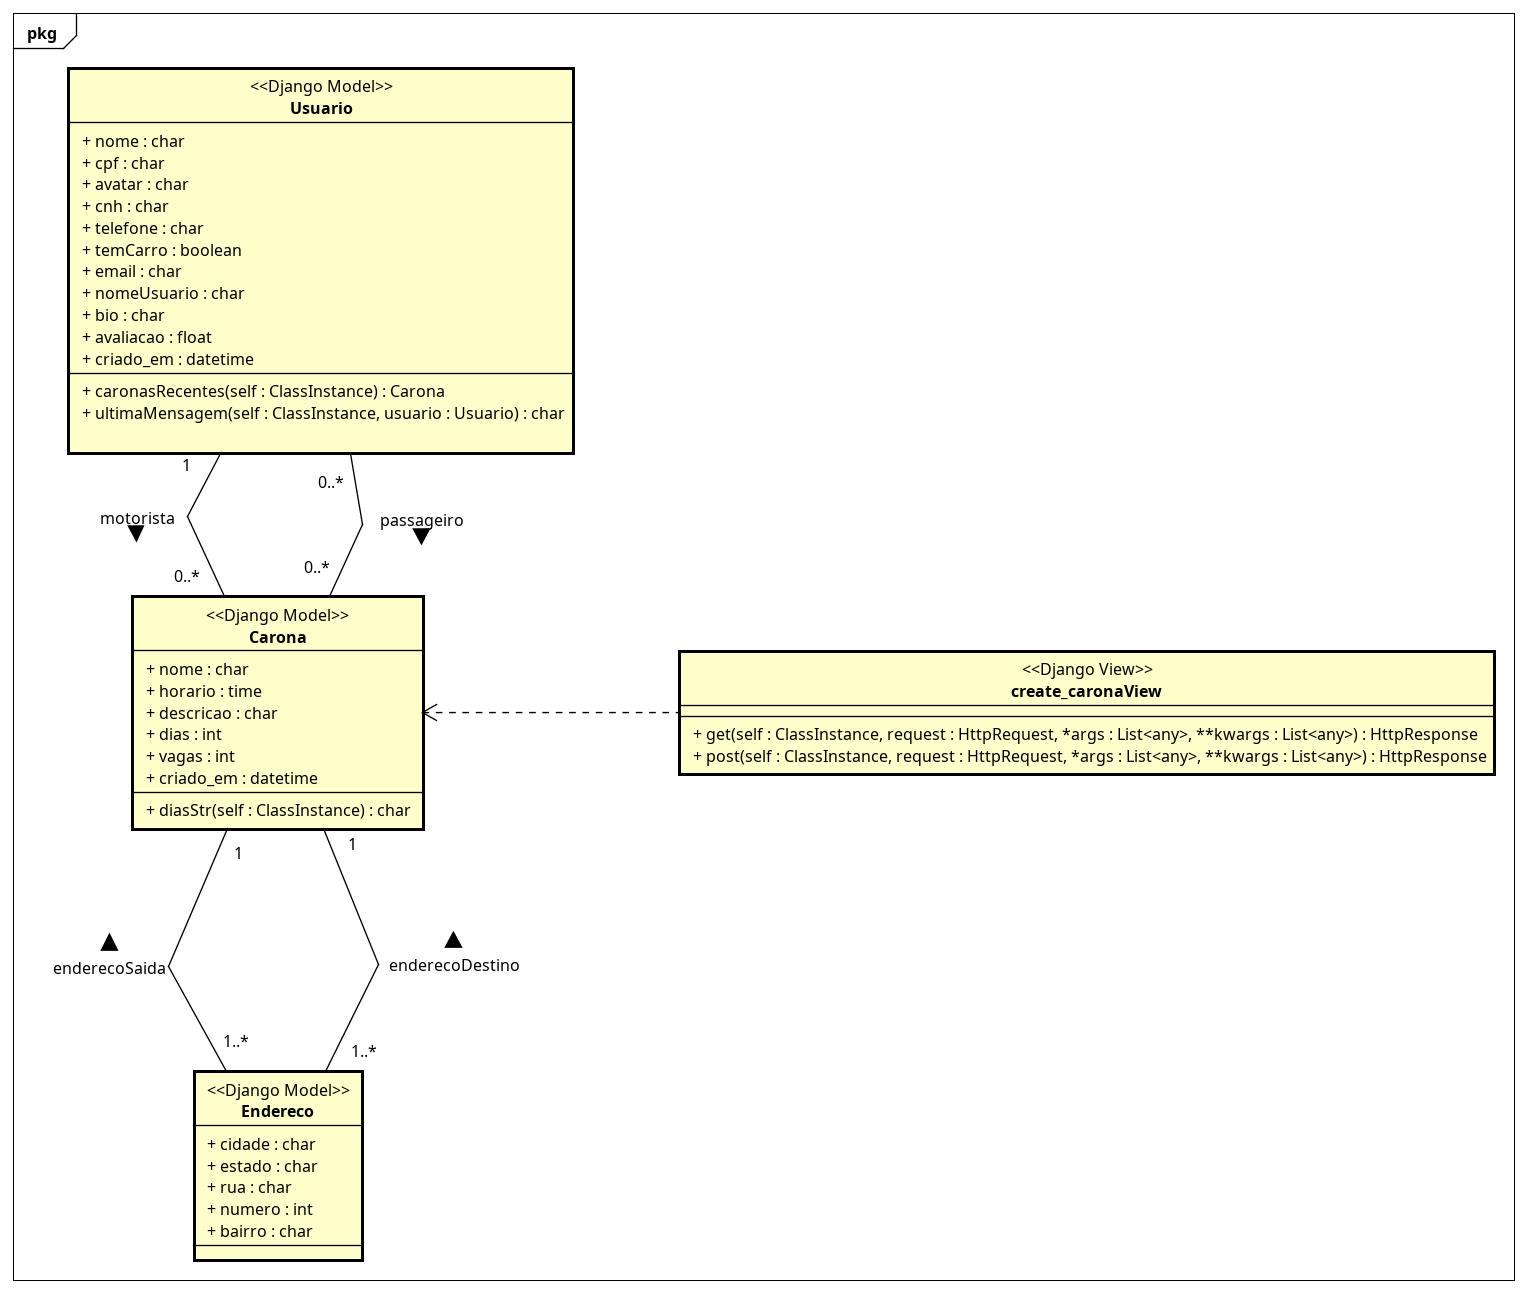 pkg
<<Django Model>>
Usuario
+ nome : char
+ cpf : char
+ avatar : char
+ cnh : char
+ telefone : char
+ temCarro : boolean
+ email : char
+ nomeUsuario : char
+ bio : char
+ avaliacao : float
+ criado_em : datetime
+ caronasRecentes(self : ClassInstance) : Carona
+ ultimaMensagem(self : ClassInstance, usuario : Usuario) : char
1
0..*
motorista
passageiro
0..*
0..*
<<Django Model>>
Carona
+ nome : char
+ horario : time
+ descricao : char
+ dias : int
+ vagas : int
+ criado_em : datetime
+ diasStr(self : ClassInstance) : char
<<Django View>>
create_caronaView
+ get(self : ClassInstance, request : HttpRequest, *args : List<any>, **kwargs : List<any>) : HttpResponse
+ post(self : ClassInstance, request : HttpRequest, *args : List<any>, **kwargs : List<any>) : HttpResponse
1
1
enderecoSaida
enderecoDestino
1..*
1..*
<<Django Model>>
Endereco
+ cidade : char
+ estado : char
+ rua : char
+ numero : int
+ bairro : char